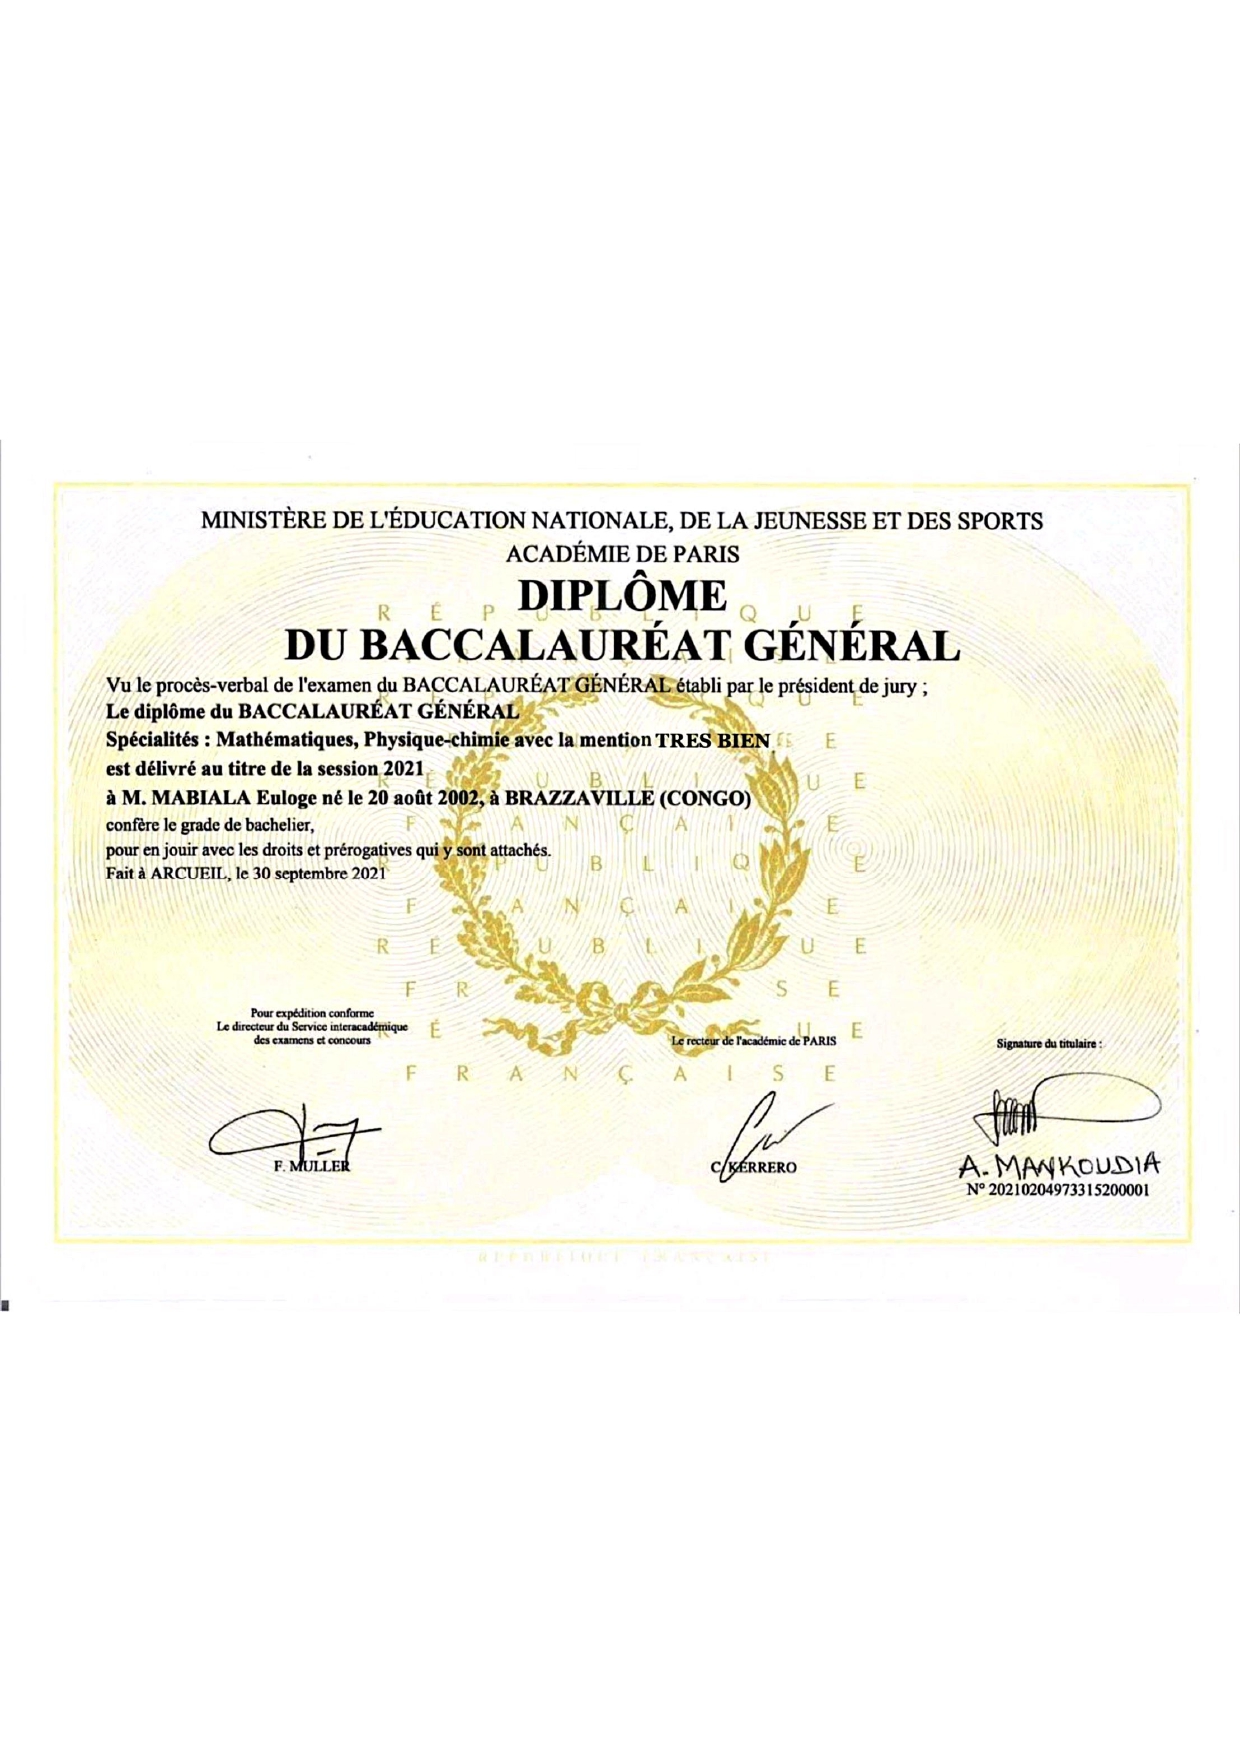 MINISTÈRE DE L'ÉDUCATION NATIONALE, DE LA JEUNESSE ET DES SPORTS
ACADÉMIE DE PARIS
DIPLÔME
DU BACCALAURÉAT GÉNÉRAL
Vu le procès-verbal de l'examen du BACCALAURÉAT GÉNÉRAL établi par le président de jury ;
Le diplôme du BACCALAURÉAT GÉNÉRAL
Spécialités : Mathématiques, Physique-chimie avec la mention TRES BIEN
est délivré au titre de la session 2021
à M. MABIALA Euloge né le 20 août 2002, à BRAZZAVILLE (CONGO)
confère le grade de bachelier,
pour en jouir avec les droits et prérogatives qui y sont attachés.
Fait à ARCUEIL, le 30 septembre 2021
Pour expédition conforme
Le directeur du Service interacadémique
des examens et concours
Le recteur de l'académie de PARIS
Signature du titulaire :
F. MULLER
C. KERRERO
A. MANKOUDIA
N° 20210204973315200001
RÉPUBLIQUE FRANÇAISE